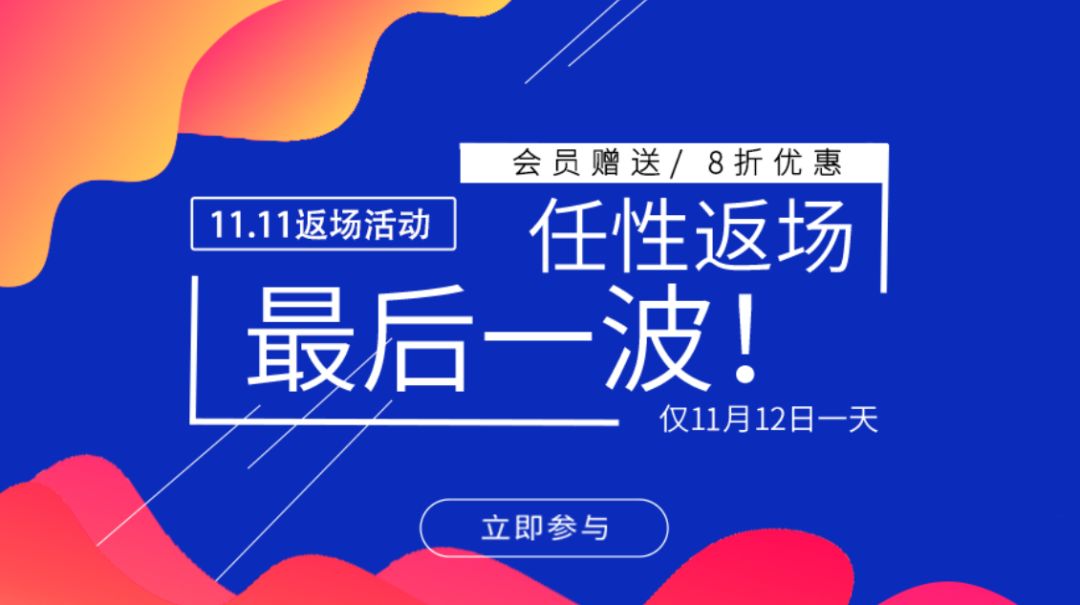 会员赠送/ 8折优惠
11.11返场活动
任性返场
最后一波！
仅11月12日一天
立即参与